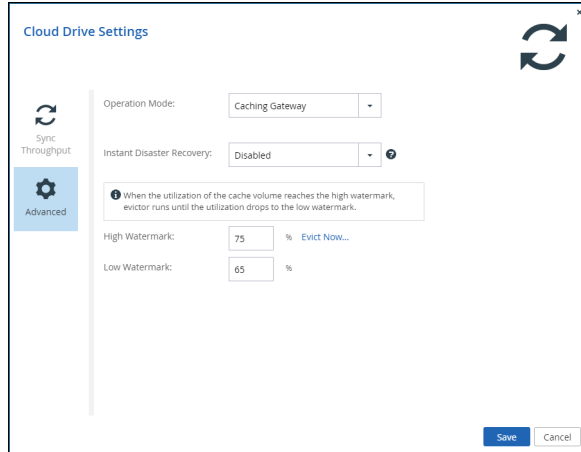 ×
Cloud Drive Settings
Sync
Throughput
Advanced
Operation Mode:
Caching Gateway
Instant Disaster Recovery:
Disabled
?
When the utilization of the cache volume reaches the high watermark,
evictor runs until the utilization drops to the low watermark.
High Watermark:
75
%
Evict Now...
Low Watermark:
65
%
Save
Cancel